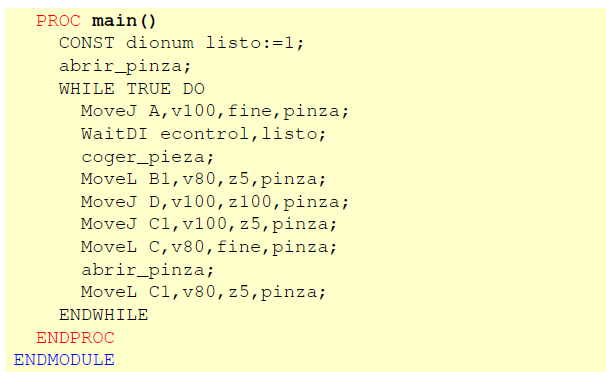 PROC main()
CONST dionum listo:=1;
abrir_pinza;
WHILE TRUE DO
MoveJ A,v100,fine,pinza;
WaitDI econtrol,listo;
coger_pieza;
MoveL B1,v80,z5,pinza;
MoveJ D,v100,z100,pinza;
MoveJ C1,v100,z5,pinza;
MoveL C,v80,fine,pinza;
abrir_pinza;
MoveL C1,v80,z5,pinza;
ENDWHILE
ENDPROC
ENDMODULE